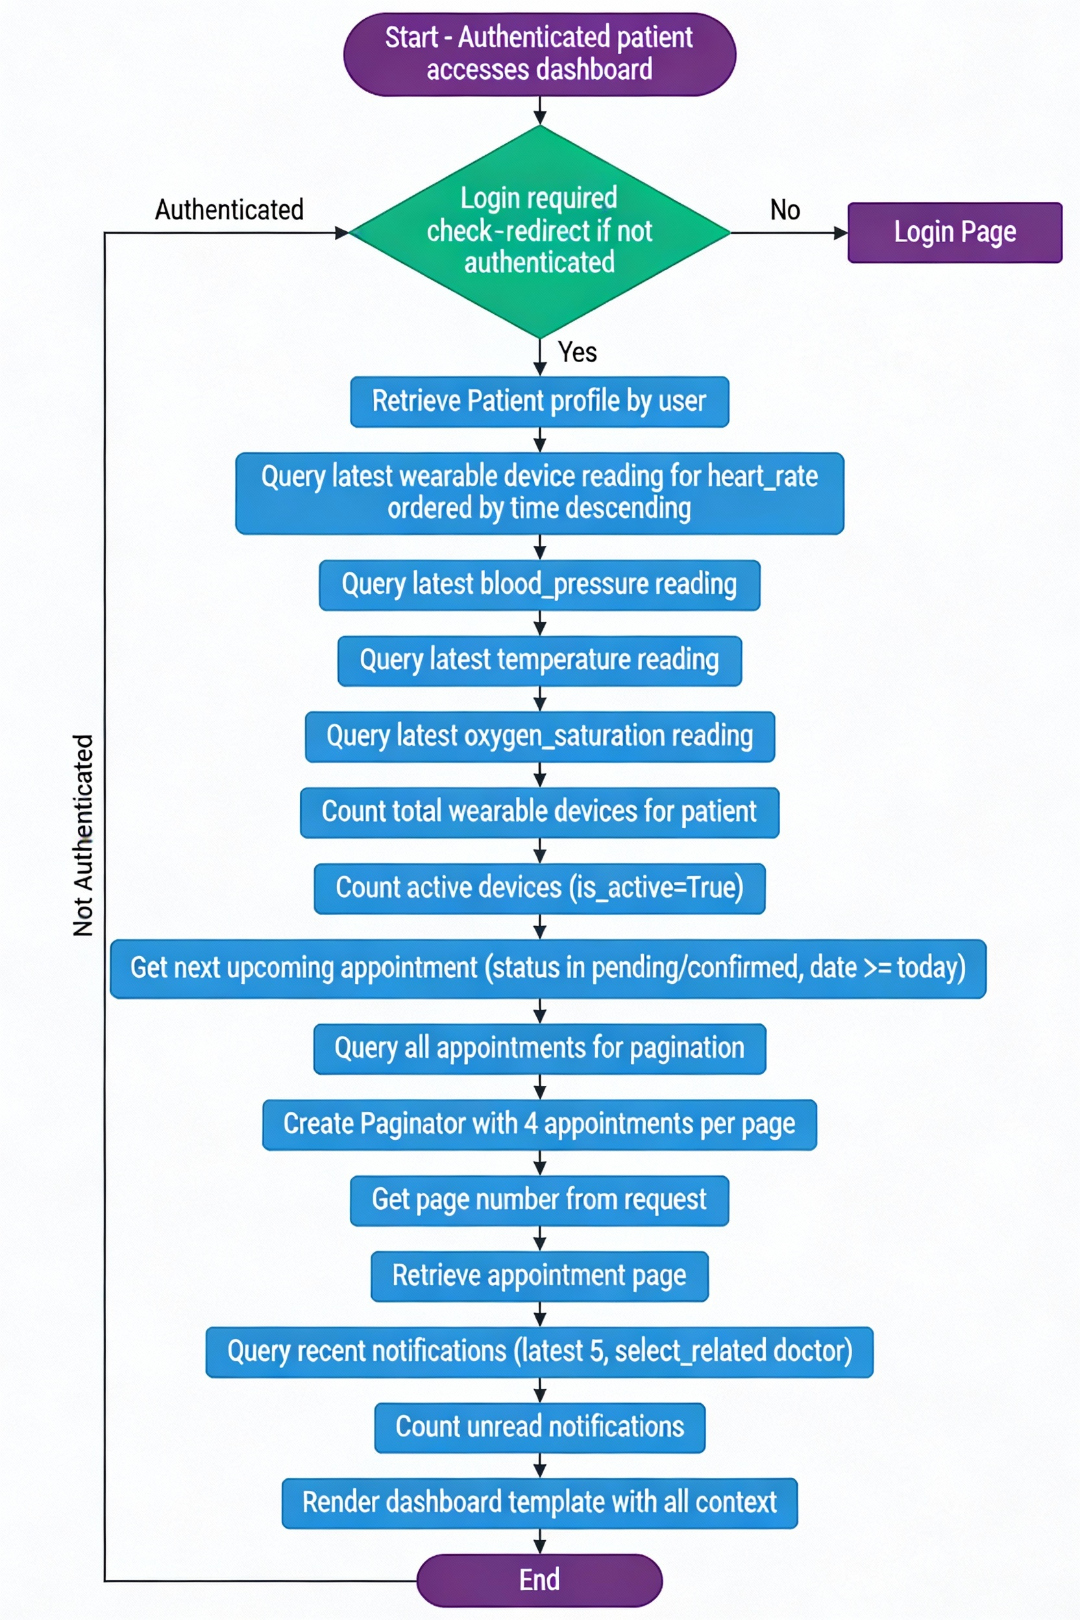 Start - Authenticated patient
accesses dashboard
Login required
check-redirect if not
authenticated
Authenticated
No
Login Page
Yes
Retrieve Patient profile by user
Query latest wearable device reading for heart_rate
ordered by time descending
Query latest blood_pressure reading
Query latest temperature reading
Query latest oxygen_saturation reading
Count total wearable devices for patient
Count active devices (is_active=True)
Not Authenticated
Get next upcoming appointment (status in pending/confirmed, date >= today)
Query all appointments for pagination
Create Paginator with 4 appointments per page
Get page number from request
Retrieve appointment page
Query recent notifications (latest 5, select_related doctor)
Count unread notifications
Render dashboard template with all context
End